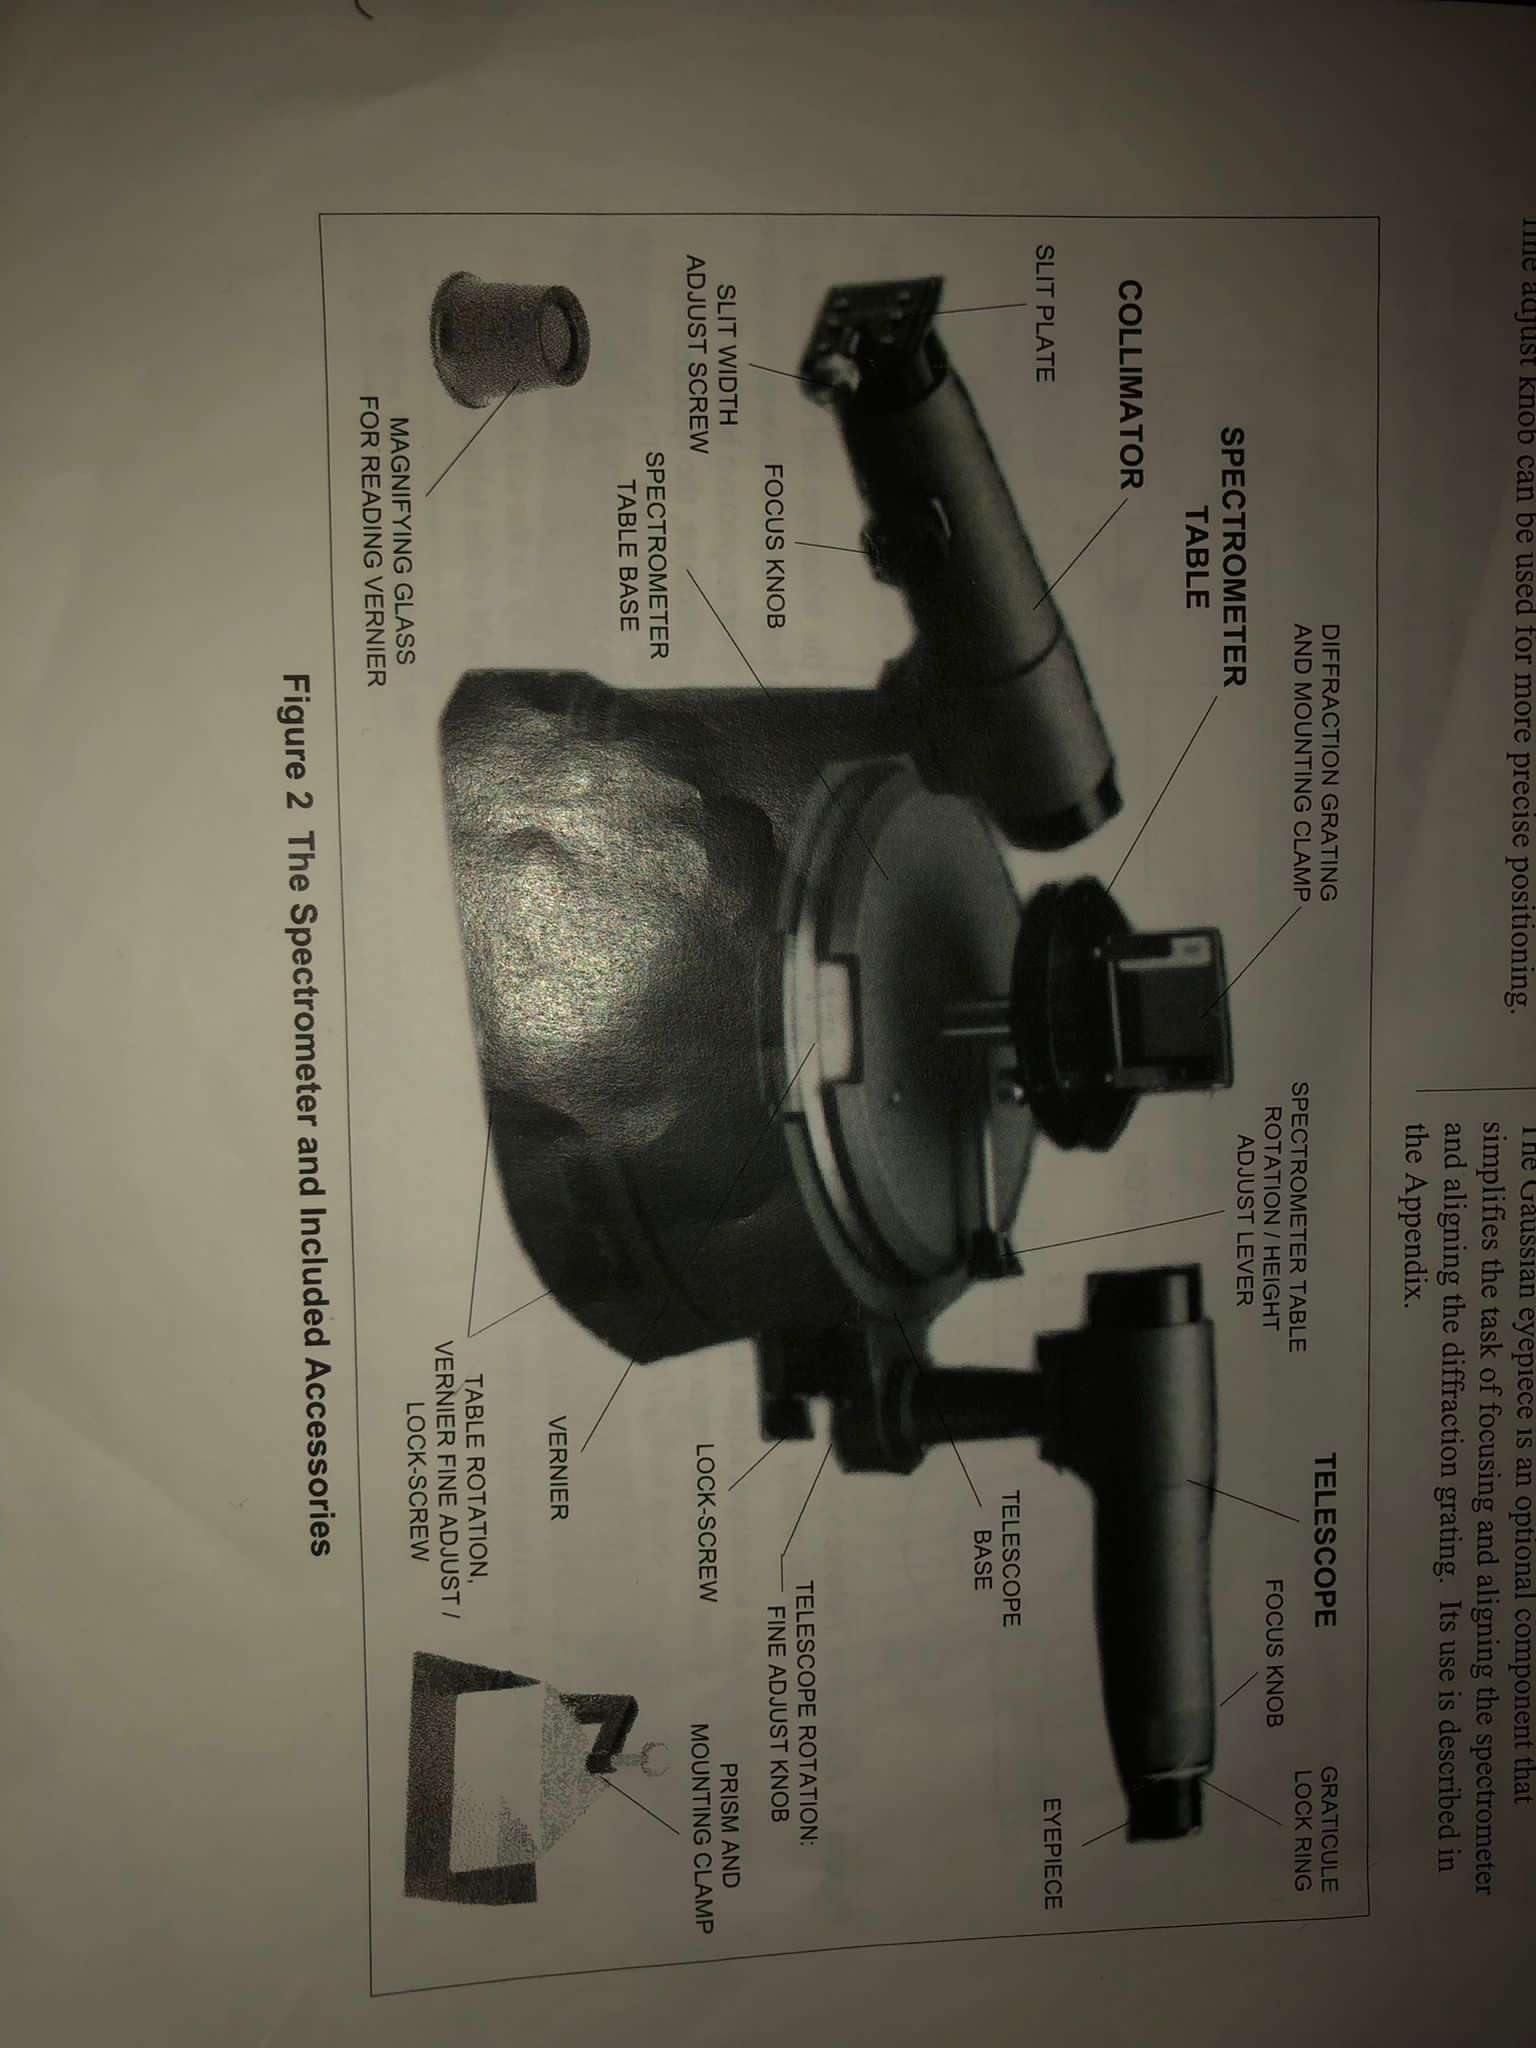 fine adjust knob can be used for more precise positioning.
The Gaussian eyepiece is an optional component that
simplifies the task of focusing and aligning the spectrometer
and aligning the diffraction grating. Its use is described in
the Appendix.
DIFFRACTION GRATING
AND MOUNTING CLAMP
SPECTROMETER
TABLE
COLLIMATOR
SLIT PLATE
SPECTROMETER TABLE
ROTATION / HEIGHT
ADJUST LEVER
TELESCOPE
FOCUS KNOB
GRATICULE
LOCK RING
EYEPIECE
TELESCOPE
BASE
SLIT WIDTH
ADJUST SCREW
FOCUS KNOB
SPECTROMETER
TABLE BASE
TELESCOPE ROTATION:
FINE ADJUST KNOB
LOCK-SCREW
PRISM AND
MOUNTING CLAMP
VERNIER
MAGNIFYING GLASS
FOR READING VERNIER
TABLE ROTATION,
VERNIER FINE ADJUST /
LOCK-SCREW
Figure 2 The Spectrometer and Included Accessories